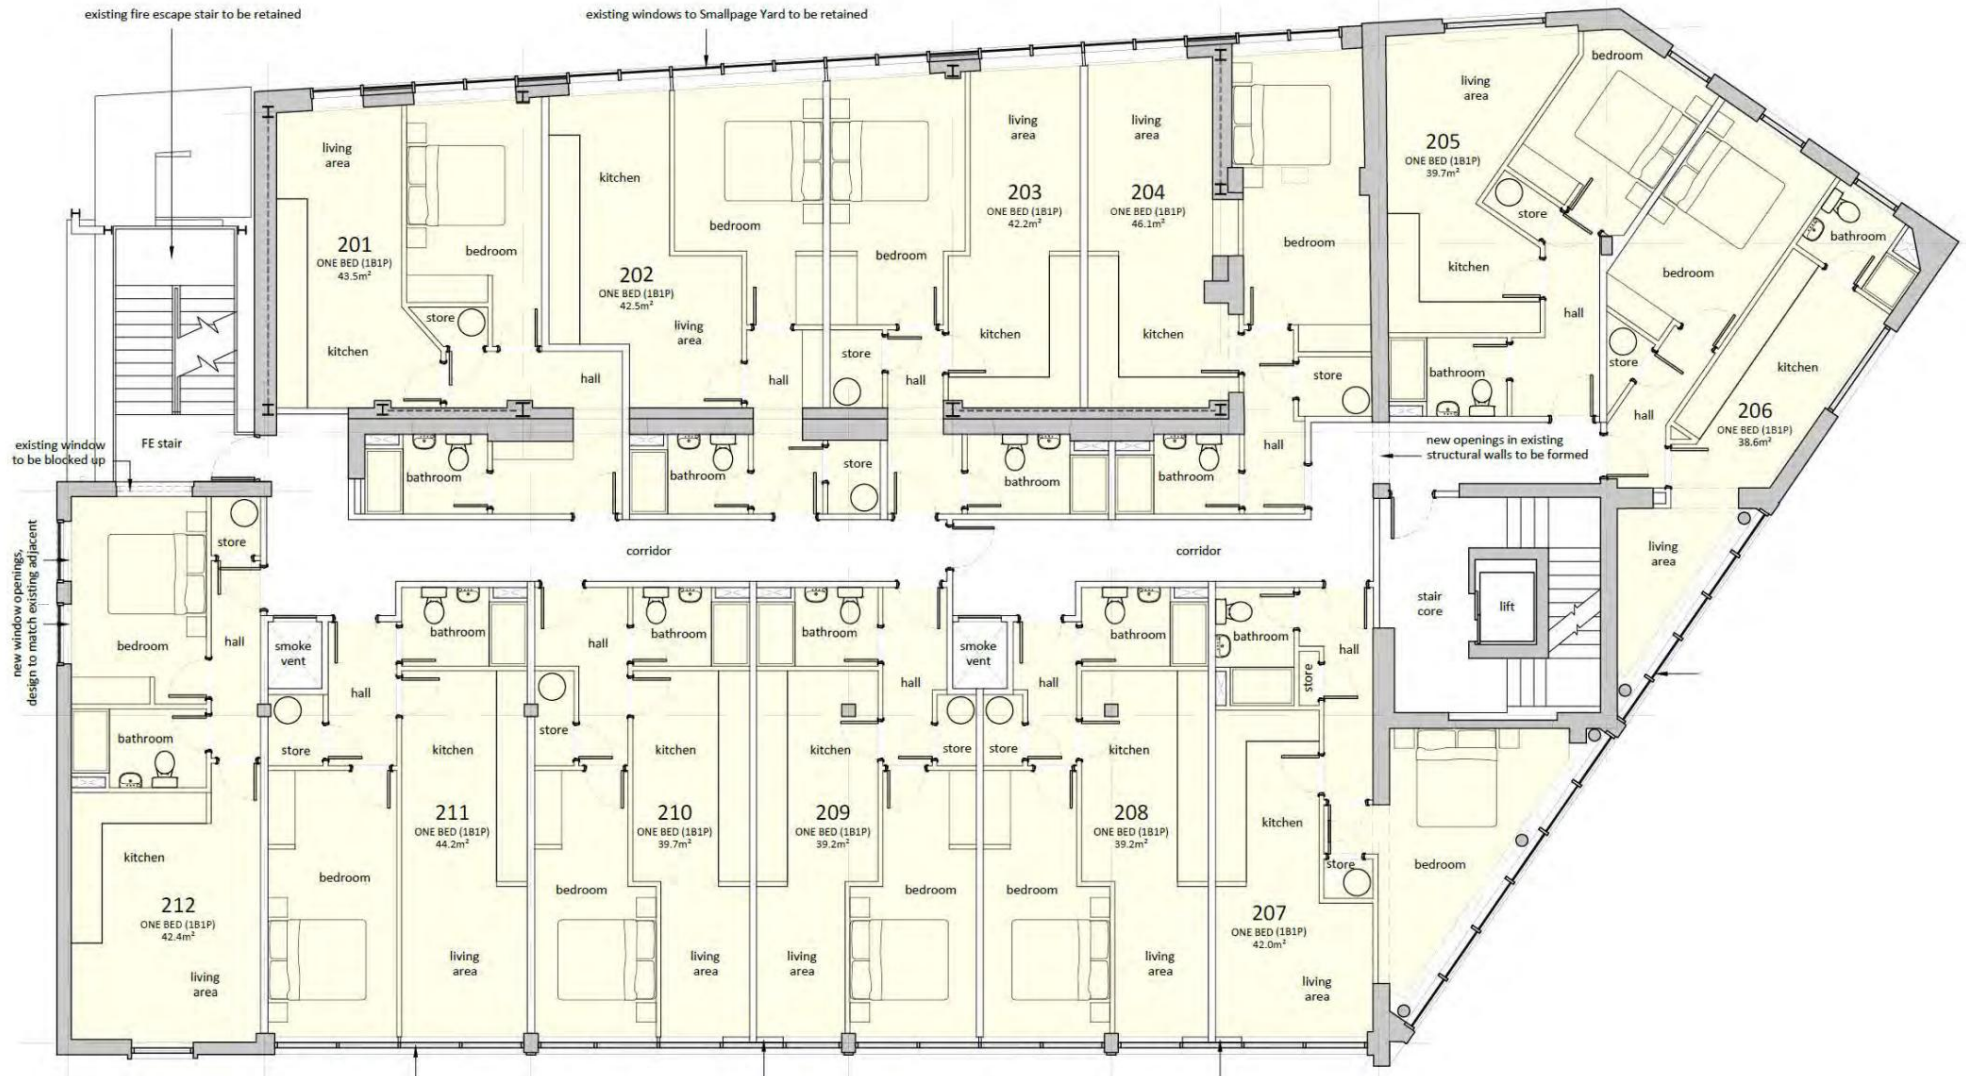 existing fire escape stair to be retained
existing windows to Smallpage Yard to be retained
living
area
201
ONE BED (1B1P)
43.5m²
kitchen
bedroom
store
hall
bathroom
kitchen
202
ONE BED (1B1P)
42.5m²
living
area
bedroom
hall
bathroom
store
living
area
203
ONE BED (1B1P)
42.2m²
bedroom
kitchen
store
hall
bathroom
living
area
204
ONE BED (1B1P)
46.1m²
kitchen
bedroom
store
hall
bathroom
living
area
205
ONE BED (1B1P)
39.7m²
bedroom
store
kitchen
hall
bathroom
bathroom
bedroom
store
kitchen
hall
206
ONE BED (1B1P)
38.6m²
living
area
existing window
to be blocked up
FE stair
new openings in existing
structural walls to be formed
new window openings,
design to match existing adjacent
corridor
corridor
stair
core
lift
store
bedroom
hall
bathroom
kitchen
212
ONE BED (1B1P)
42.4m²
living
area
smoke
vent
hall
store
bathroom
kitchen
211
ONE BED (1B1P)
44.2m²
bedroom
living
area
hall
store
bathroom
kitchen
210
ONE BED (1B1P)
39.7m²
bedroom
living
area
bathroom
hall
kitchen
store
209
ONE BED (1B1P)
39.2m²
bedroom
living
area
smoke
vent
hall
store
bathroom
kitchen
208
ONE BED (1B1P)
39.2m²
bedroom
living
area
bathroom
hall
store
kitchen
store
bedroom
207
ONE BED (1B1P)
42.0m²
living
area